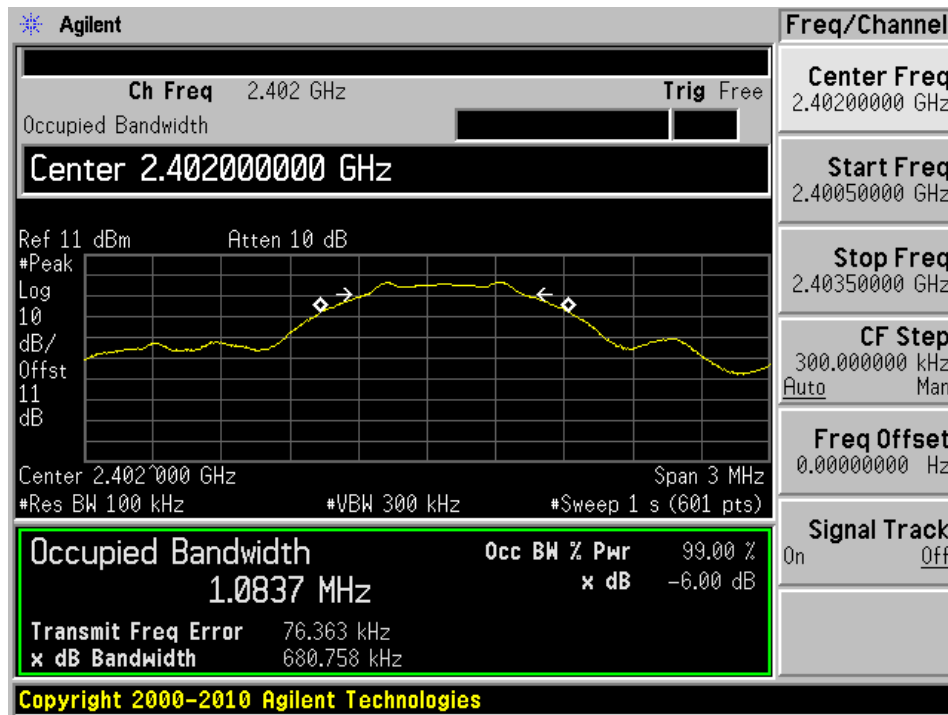 Agilent
Freq/Channel
Ch Freq 2.402 GHz Trig Free
Occupied Bandwidth
Center 2.402000000 GHz
Ref 11 dBm Atten 10 dB
#Peak
Log
10
dB/
Offst
11
dB
Center 2.402000 GHz Span 3 MHz
#Res BW 100 kHz #VBW 300 kHz #Sweep 1 s (601 pts)
Occupied Bandwidth
1.0837 MHz
Occ BW % Pwr 99.00 %
x dB -6.00 dB
Transmit Freq Error 76.363 kHz
x dB Bandwidth 680.758 kHz
Copyright 2000-2010 Agilent Technologies
Center Freq
2.40200000 GHz
Start Freq
2.40050000 GHz
Stop Freq
2.40350000 GHz
CF Step
300.000000 kHz
Auto Man
Freq Offset
0.00000000 Hz
Signal Track
On Off